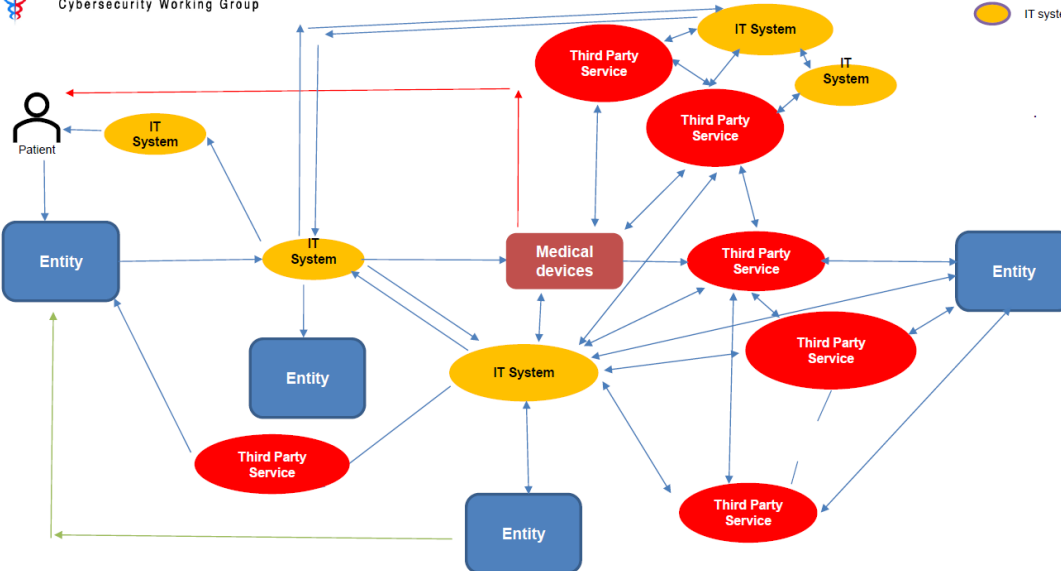 Cybersecurity Working Group
IT syste
IT System
Third Party
Service
IT
System
Third Party
Service
IT
System
Patient
Entity
IT
System
Medical
devices
Third Party
Service
Entity
Third Party
Service
Entity
IT System
Third Party
Service
Third Party
Service
Entity